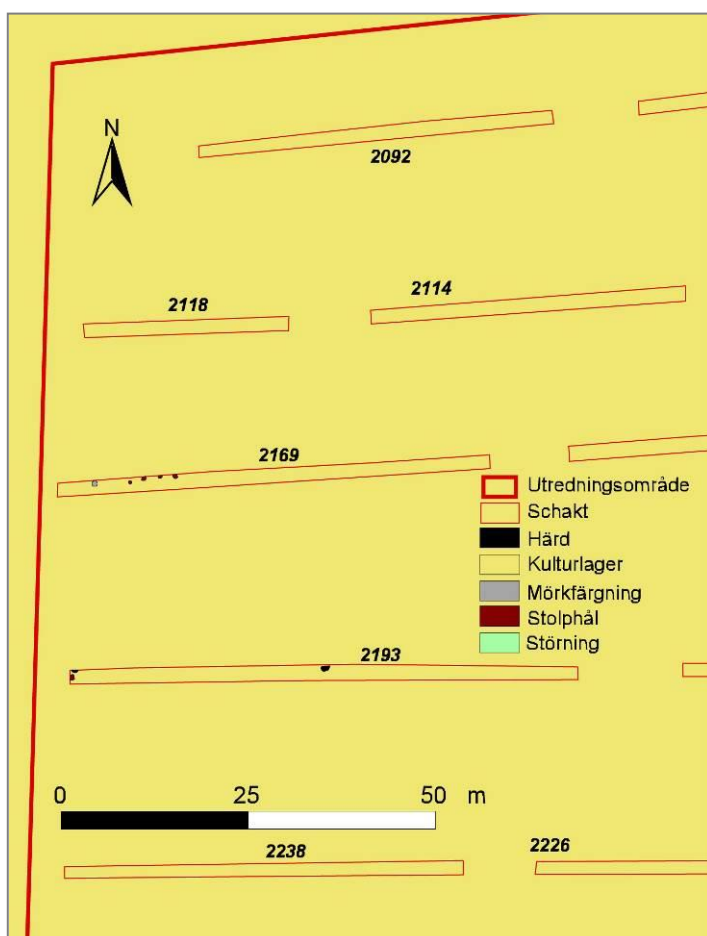 N
2092
2114
2118
2169
Utredningsområde
Schakt
Härd
Kulturlager
Mörkfärgning
Stolphål
Störning
2193
0 25 50 m
2238
2226